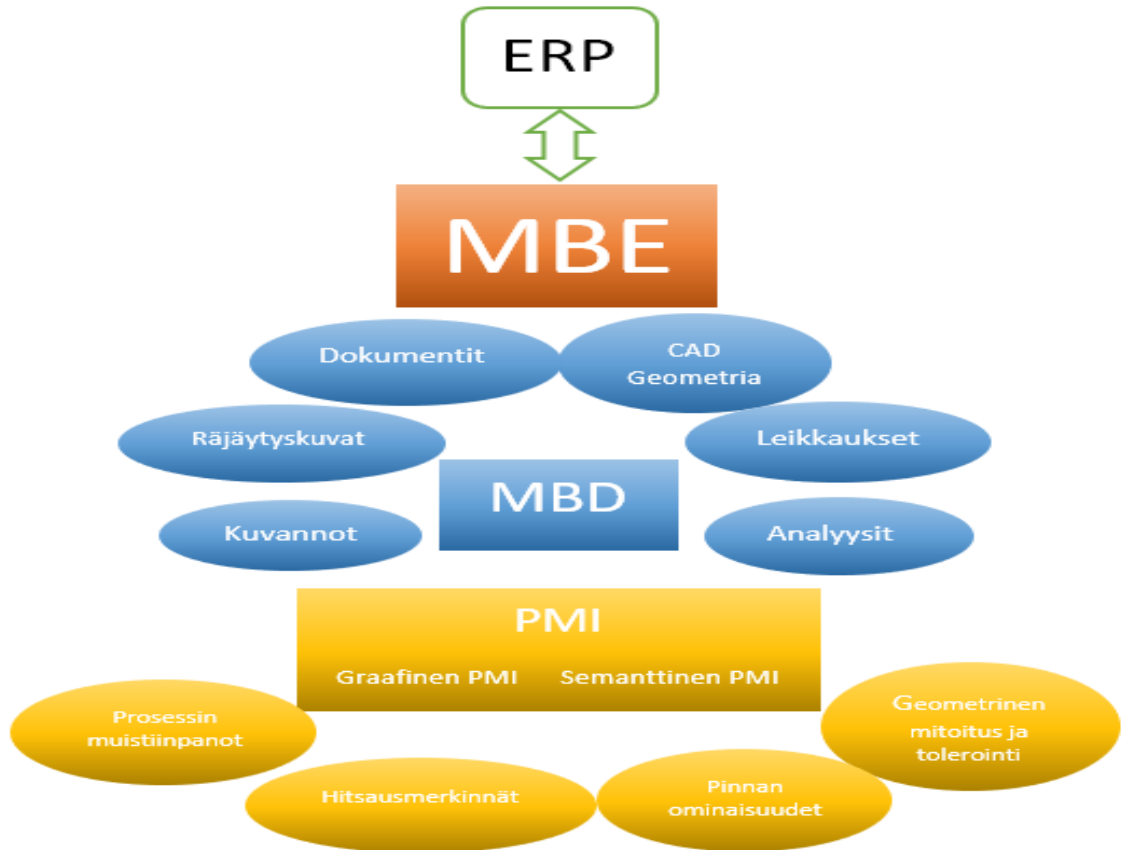 ERP
MBE
Dokumentit
CAD
Geometria
Räjäytyskuvat
Leikkaukset
MBD
Kuvannot
Analyysit
PMI
Graafinen PMI Semanttinen PMI
Prosessin
muistiinpanot
Geometrinen
mitoitus ja
tolerointi
Hitsausmerkinnät
Pinnan
ominaisuudet